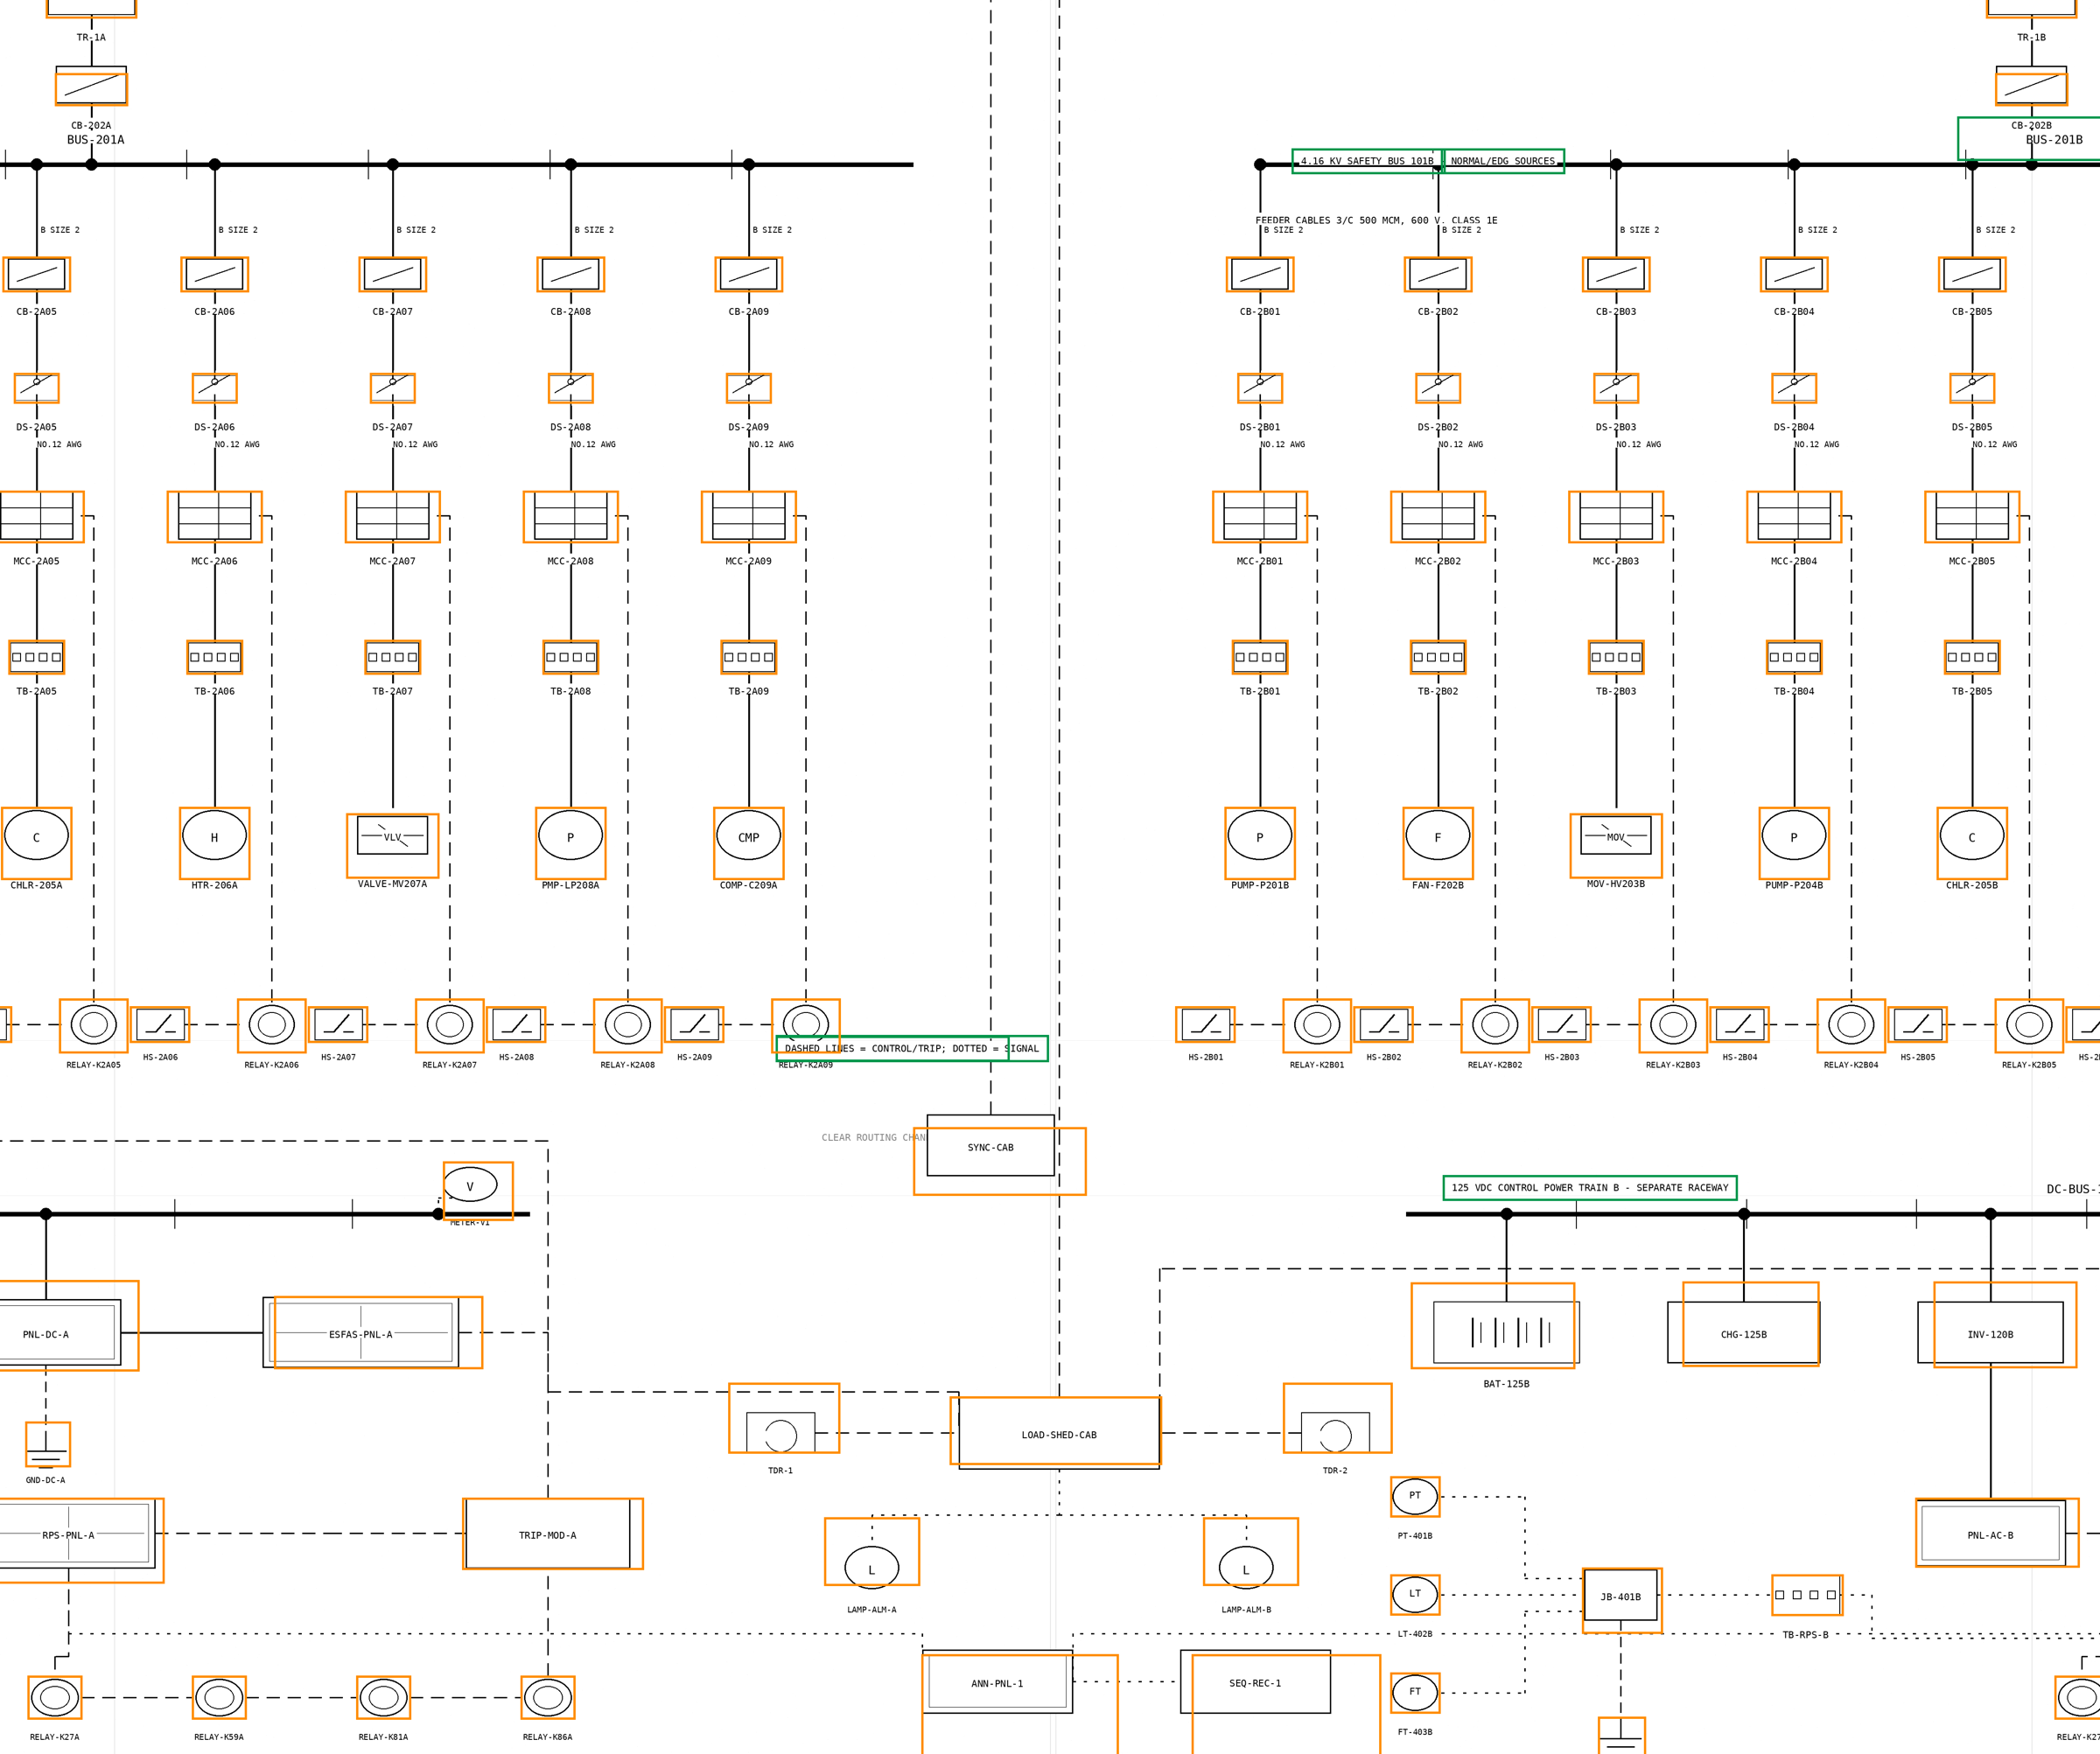 TR-1A TR-1B
CB-202A CB-202B
BUS-201A BUS-201B
4.16 KV SAFETY BUS 101B NORMAL/EDG SOURCES
FEEDER CABLES 3/C 500 MCM, 600 V. CLASS 1E
B SIZE 2 B SIZE 2 B SIZE 2 B SIZE 2 B SIZE 2 B SIZE 2 B SIZE 2 B SIZE 2 B SIZE 2 B SIZE 2
CB-2A05 CB-2A06 CB-2A07 CB-2A08 CB-2A09 CB-2B01 CB-2B02 CB-2B03 CB-2B04 CB-2B05
DS-2A05 DS-2A06 DS-2A07 DS-2A08 DS-2A09 DS-2B01 DS-2B02 DS-2B03 DS-2B04 DS-2B05
NO.12 AWG NO.12 AWG NO.12 AWG NO.12 AWG NO.12 AWG NO.12 AWG NO.12 AWG NO.12 AWG NO.12 AWG NO.12 AWG
MCC-2A05 MCC-2A06 MCC-2A07 MCC-2A08 MCC-2A09 MCC-2B01 MCC-2B02 MCC-2B03 MCC-2B04 MCC-2B05
TB-2A05 TB-2A06 TB-2A07 TB-2A08 TB-2A09 TB-2B01 TB-2B02 TB-2B03 TB-2B04 TB-2B05
C H VLV P CMP P F MOV P C
CHLR-205A HTR-206A VALVE-MV207A PMP-LP208A COMP-C209A PUMP-P201B FAN-F202B MOV-HV203B PUMP-P204B CHLR-205B
DASHED LINES = CONTROL/TRIP; DOTTED = SIGNAL
HS-2A06 HS-2A07 HS-2A08 HS-2A09 HS-2B01 HS-2B02 HS-2B03 HS-2B04 HS-2B05
RELAY-K2A05 RELAY-K2A06 RELAY-K2A07 RELAY-K2A08 RELAY-K2A09 RELAY-K2B01 RELAY-K2B02 RELAY-K2B03 RELAY-K2B04 RELAY-K2B05
CLEAR ROUTING
SYNC-CAB
V
METER-V1
125 VDC CONTROL POWER TRAIN B - SEPARATE RACEWAY
PNL-DC-A ESFAS-PNL-A CHG-125B INV-120B
BAT-125B
LOAD-SHED-CAB
TDR-1 TDR-2
GND-DC-A
PT
RPS-PNL-A TRIP-MOD-A PT-401B PNL-AC-B
L L
LT JB-401B
LAMP-ALM-A LAMP-ALM-B
LT-402B TB-RPS-B
ANN-PNL-1 SEQ-REC-1
FT
FT-403B
RELAY-K27A RELAY-K59A RELAY-K81A RELAY-K86A